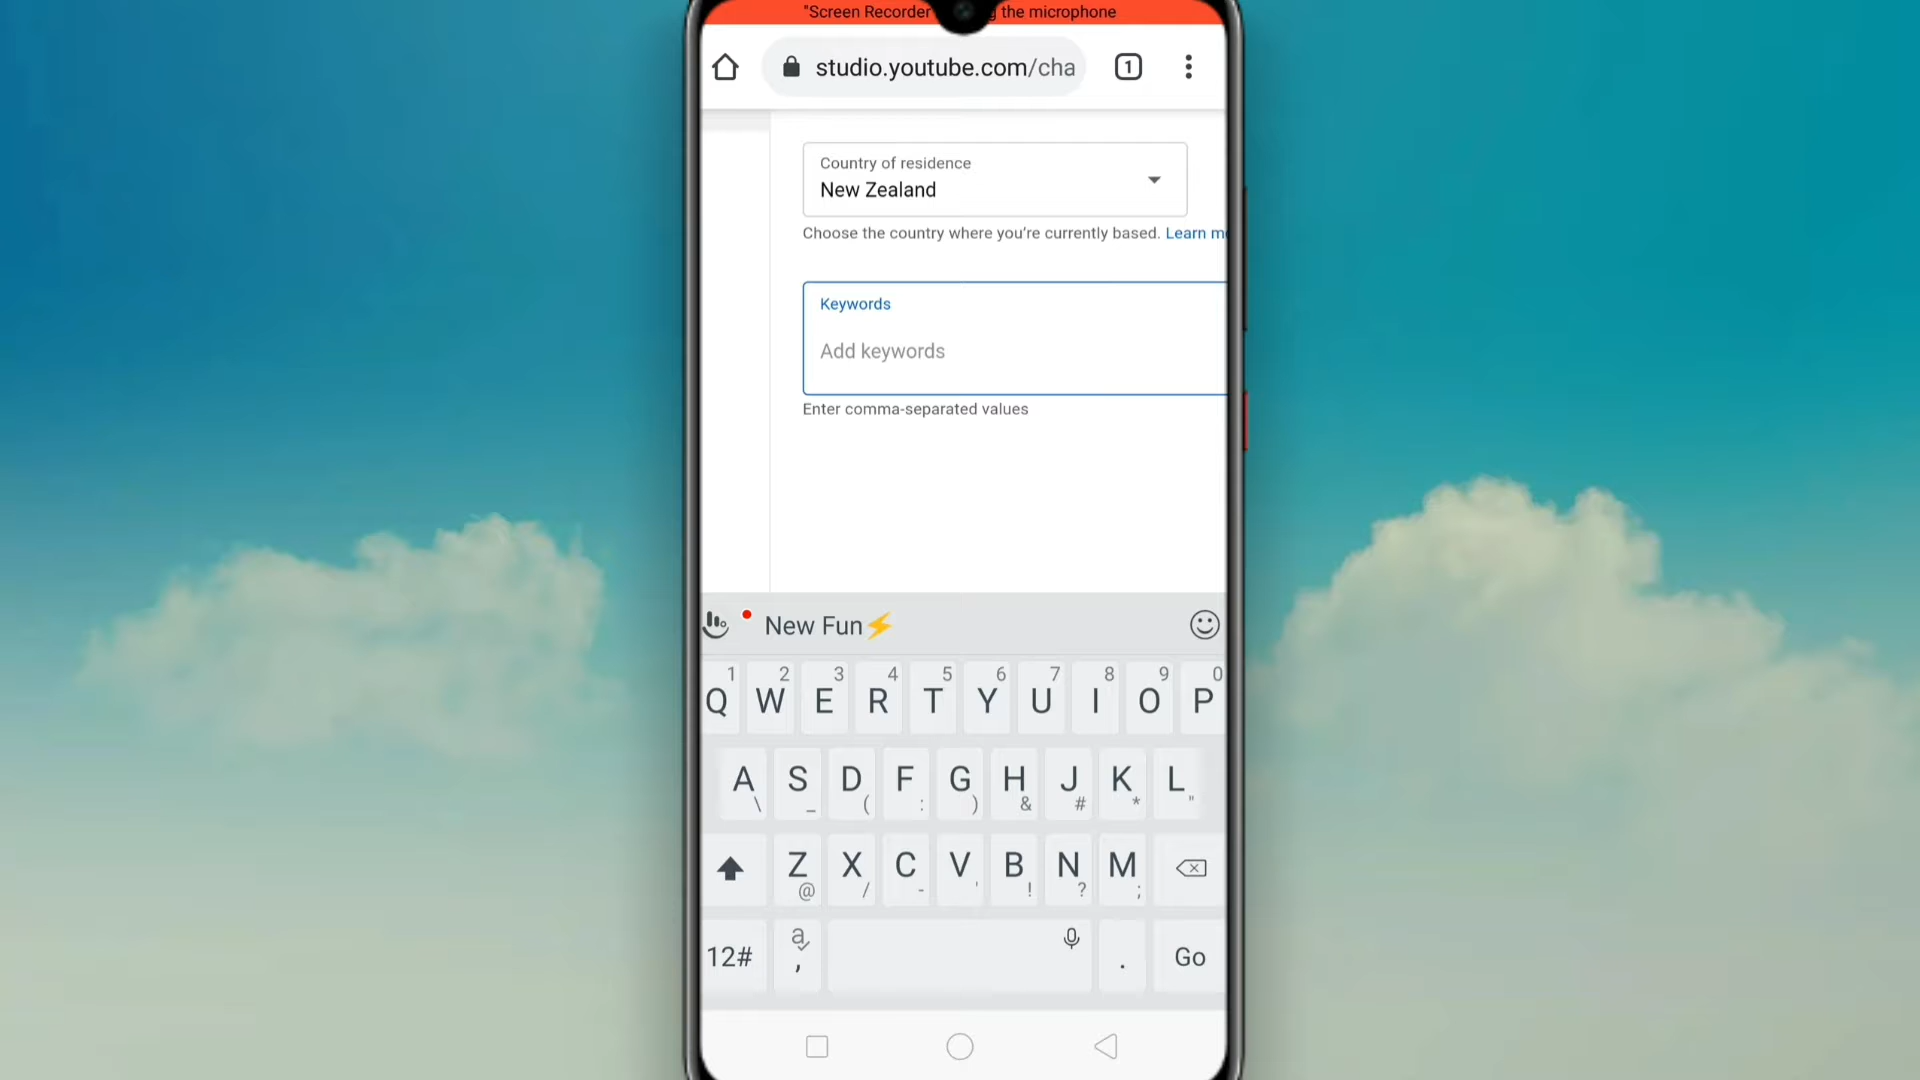 "Screen Recorder the microphone
studio.youtube.com/cha
1
Country of residence
New Zealand
Choose the country where you're currently based. Learn m
Keywords
Add keywords
Enter comma-separated values
New Fun⚡
1 2 3 4 5 6 7 8 9 0
Q W E R T Y U I O P
A S D F G H J K L
\ _ ( : ) & # * "
Z X C V B N M
@ / - ' ! ? ;
12# a , . Go